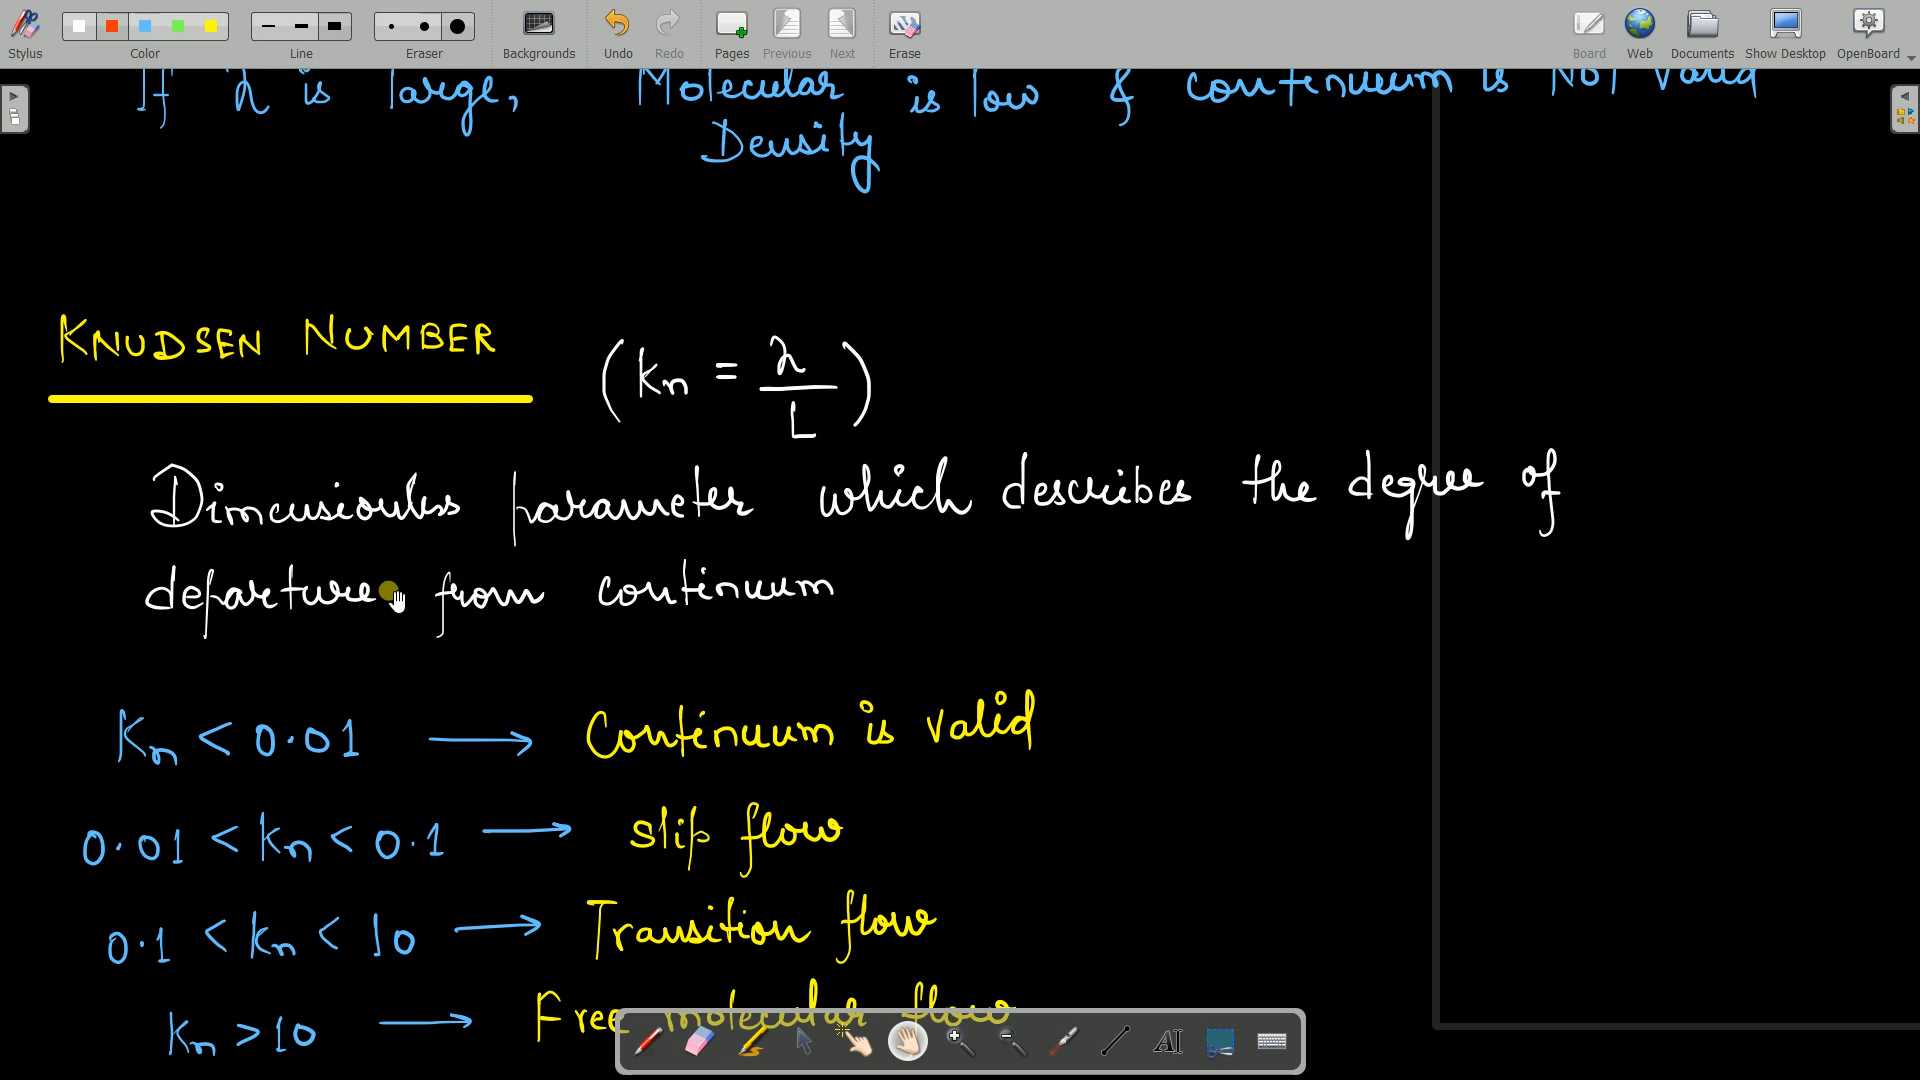 Stylus Color Line Eraser Backgrounds Undo Redo Pages Previous Next Erase Board Web Documents Show Desktop OpenBoard
If λ is large, Molecular is low & contenuum is NOT valid
Density
KNUDSEN NUMBER (Kn = λ / L)
Dimensionless parameter which describes the degree of
departure from continuum
Kn < 0.01 → Continuum is valid
0.01 < Kn < 0.1 → slip flow
0.1 < Kn < 10 → Transition flow
Kn > 10 → Free molecular flow
AI